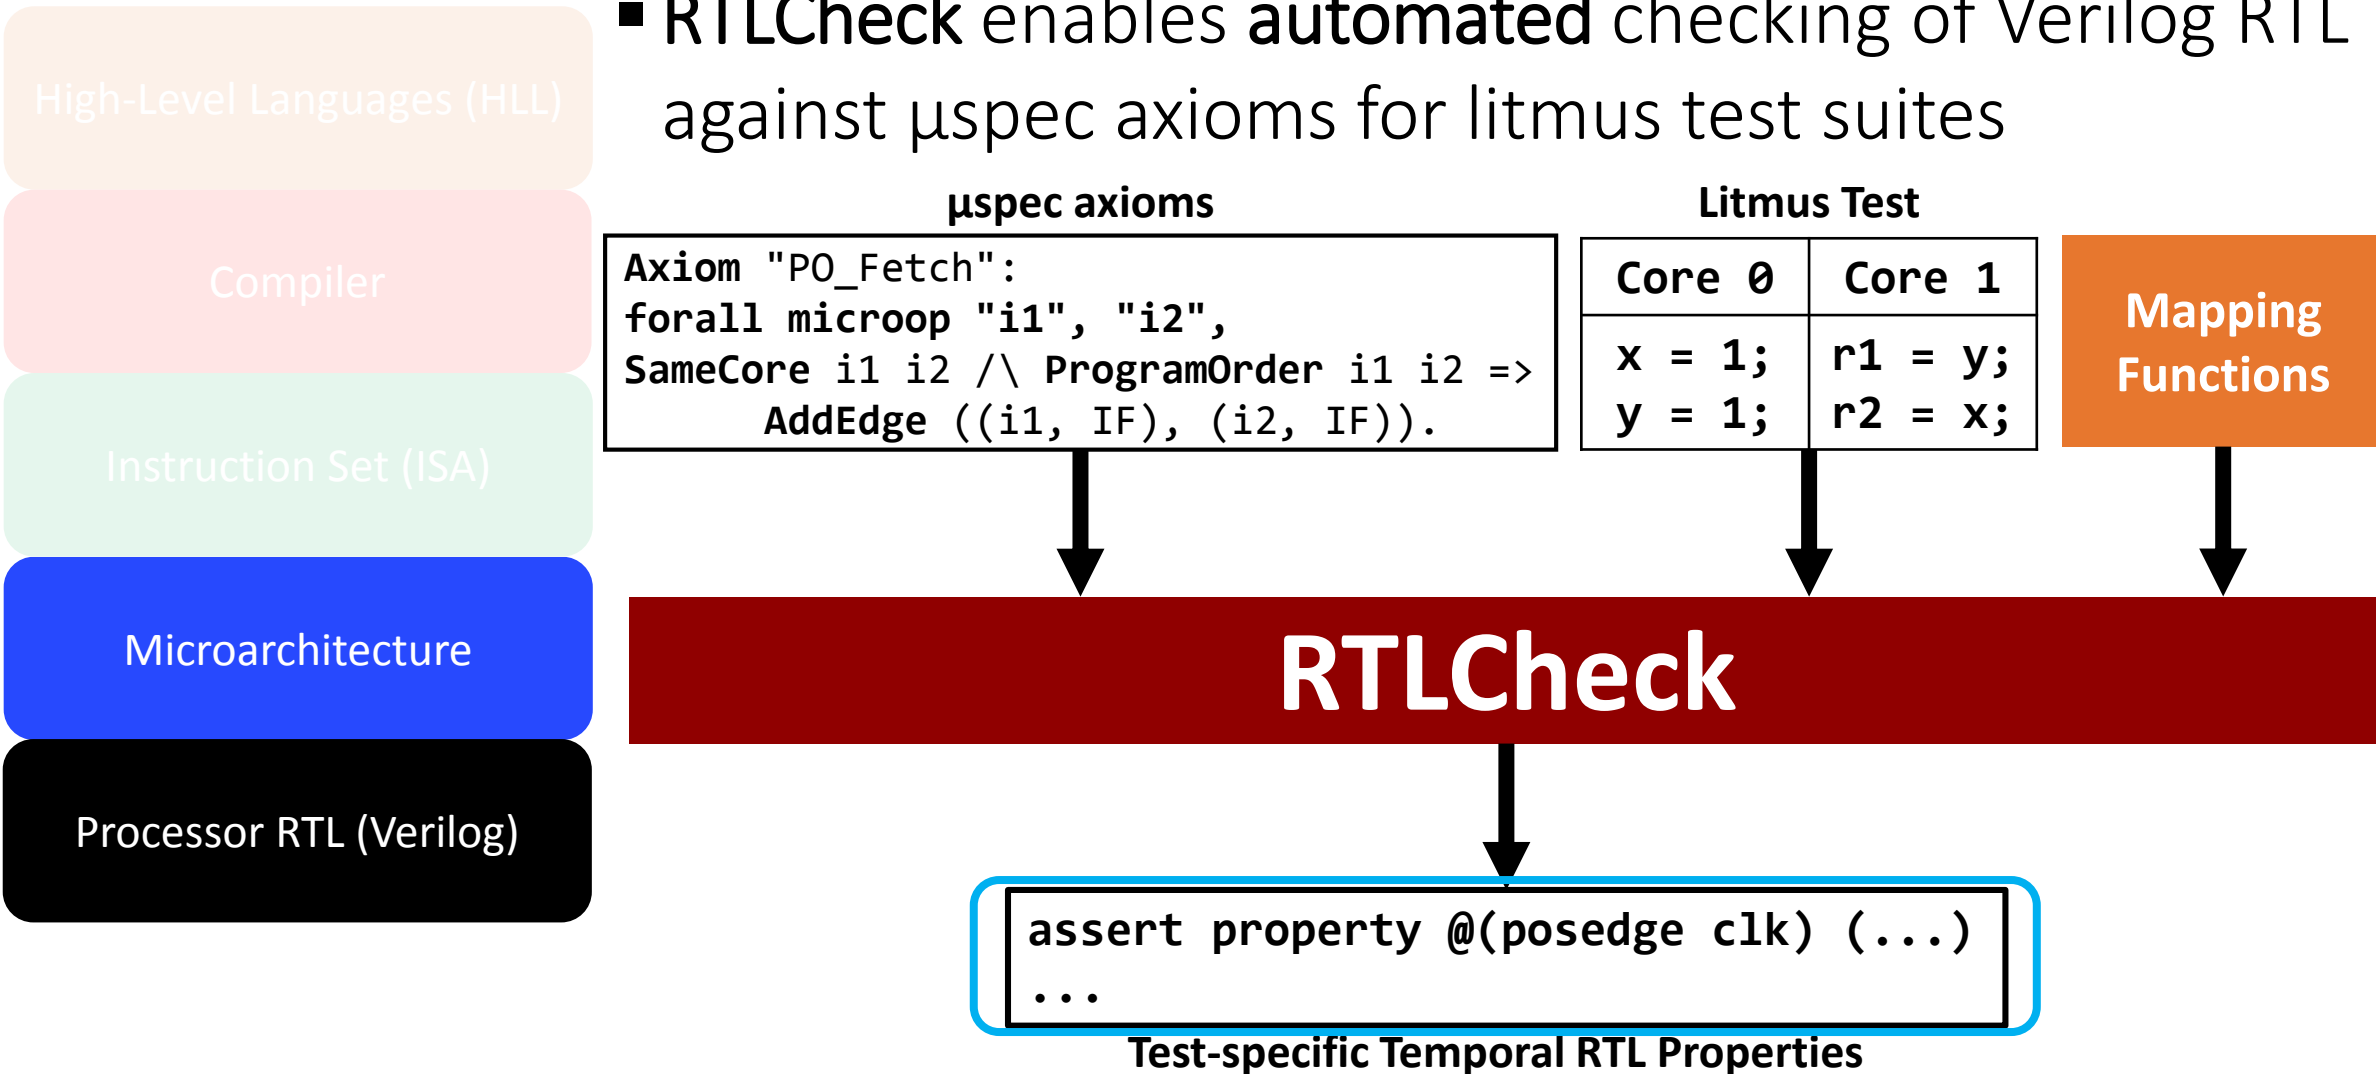 ▪ RTLCheck enables automated checking of Verilog RTL
against μspec axioms for litmus test suites
High-Level Languages (HLL)
Compiler
Instruction Set (ISA)
Microarchitecture
Processor RTL (Verilog)
μspec axioms
Axiom "PO_Fetch":
forall microop "i1", "i2",
SameCore i1 i2 /\ ProgramOrder i1 i2 =>
AddEdge ((i1, IF), (i2, IF)).
Litmus Test
Core 0 Core 1
x = 1; r1 = y;
y = 1; r2 = x;
Mapping
Functions
RTLCheck
assert property @(posedge clk) (...)
...
Test-specific Temporal RTL Properties